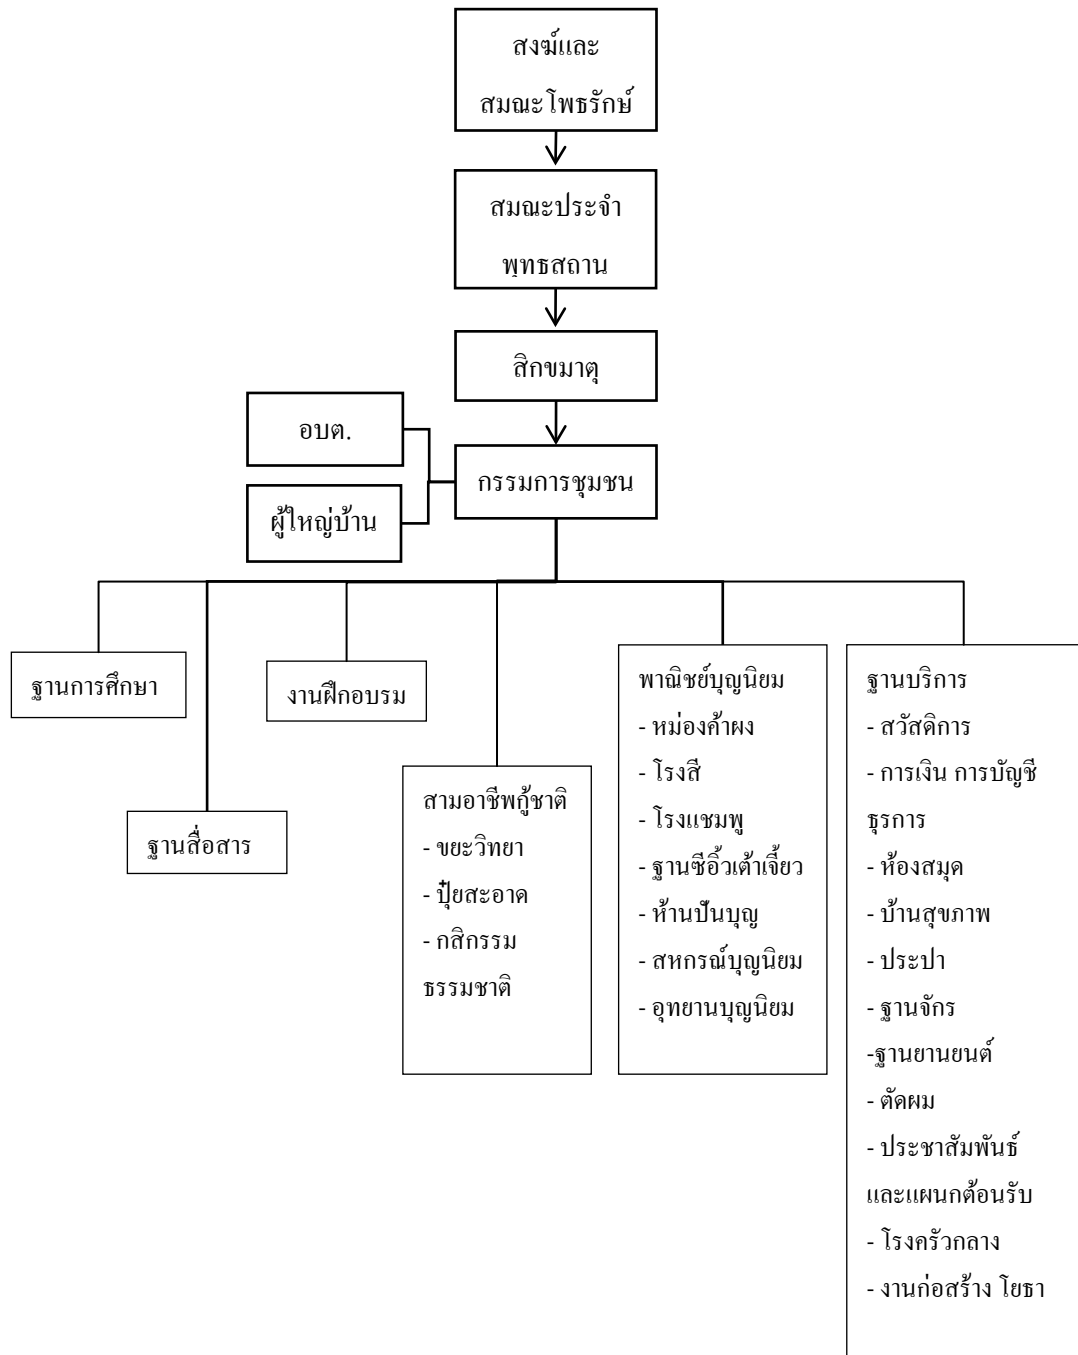 สงฆ์และ
สมณะโพธิรักษ์
สมณะประจำ
พุทธสถาน
สิกขมาตุ
อบต.
กรรมการชุมชน
ผู้ใหญ่บ้าน
ฐานการศึกษา
งานฝึกอบรม
ฐานสื่อสาร
สามอาชีพกู้ชาติ
- ขยะวิทยา
- ปุ๋ยสะอาด
- กสิกรรม
ธรรมชาติ
พาณิชย์บุญนิยม
- หม่องค้าผง
- โรงสี
- โรงแชมพู
- ฐานซีอิ้วเต้าเจี้ยว
- ห้านปันบุญ
- สหกรณ์บุญนิยม
- อุทยานบุญนิยม
ฐานบริการ
- สวัสดิการ
- การเงิน การบัญชี
ธุรการ
- ห้องสมุด
- บ้านสุขภาพ
- ประปา
- ฐานจักร
-ฐานยานยนต์
- ตัดผม
- ประชาสัมพันธ์
และแผนกต้อนรับ
- โรงครัวกลาง
- งานก่อสร้าง โยธา